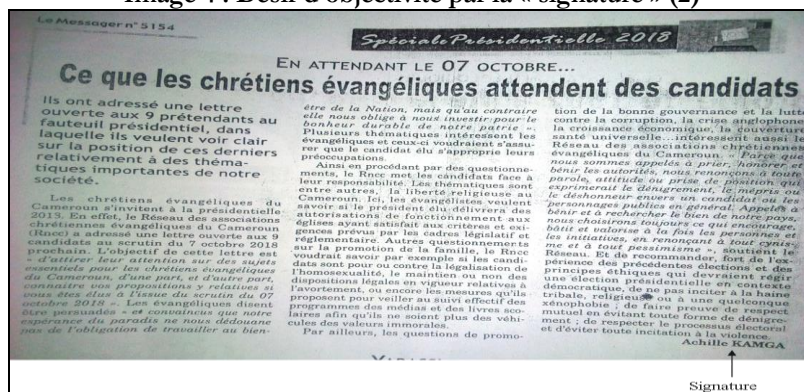 Image 4 : Désir d'objectivité par la « signature » (2)
Le Messager n° 5154
Spéciale Présidentielle 2018
EN ATTENDANT LE 07 OCTOBRE...
Ce que les chrétiens évangéliques attendent des candidats
Ils ont adressé une lettre
ouverte aux 9 prétendants au
fauteuil présidentiel, dans
laquelle ils veulent voir clair
sur la position de ces derniers
relativement à des théma-
tiques importantes de notre
société.
Les chrétiens évangéliques du
Cameroun s'invitent à la présidentielle
2018. En effet, le Réseau des associations
chrétiennes évangéliques du Cameroun
(Rncc) a adressé une lettre ouverte aux 9
candidats au scrutin du 7 octobre 2018
prochain. L'objectif de cette lettre est
« d'attirer leur attention sur des sujets
essentiels pour les chrétiens évangéliques
du Cameroun, d'une part, et d'autre part,
connaitre vos propositions y relatives si
vous êtes élus à l'issue du scrutin du 07
octobre 2018 ». Les évangéliques disent
être persuadés « et convaincus que notre
espérance du paradis ne nous dédouane
pas de l'obligation de travailler au bien-
être de la Nation, mais qu'au contraire
elle nous oblige à nous investir pour le
bonheur durable de notre patrie ».
Plusieurs thématiques intéressent les
évangéliques et ceux-ci voudraient s'assu-
rer que le candidat élu s'approprie leurs
préoccupations.
Ainsi en procédant par des questionne-
ments, le Rncc met les candidats face à
leur responsabilité. Les thématiques sont
entre autres, la liberté religieuse au
Cameroun. Ici, les évangélistes veulent
savoir si le président élu délivrera des
autorisations de fonctionnement aux
églises ayant satisfait aux critères et exi-
gences prévues par les cadres législatif et
réglementaire. Autres questionnements
sur la promotion de la famille, le Rncc
voudrait savoir par exemple si les candi-
dats sont pour ou contre la légalisation de
l'homosexualité, le maintien ou non des
dispositions légales en vigueur relatives à
l'avortement, ou encore les mesures qu'ils
proposent pour veiller au suivi effectif des
programmes des médias et des livres sco-
laires afin qu'ils ne soient plus des véhi-
cules des valeurs immorales.
Par ailleurs, les questions de promo-
tion de la bonne gouvernance et la lutte
contre la corruption, la crise anglophone
la croissance économique, la couverture
santé universelle...intéressent aussi le
Réseau des associations chrétiennes
évangéliques du Cameroun. « Parce que
nous sommes appelés à prier, honorer et
bénir les autorités, nous renonçons à toute
parole, attitude ou prise de position qui
exprimerait le dénigrement, le mépris ou
le déshonneur envers un candidat ou les
personnages publics en général. Appelés à
bénir et à rechercher le bien de notre pays,
nous choisirons toujours ce qui encourage,
bâtit et valorise à la fois les personnes et
les initiatives, en renonçant à tout cynis-
me et à tout pessimisme », soutient le
Réseau. Et de recommander, fort de l'ex-
périence des précédentes élections et des
principes éthiques qui devraient régir
une élection présidentielle en contexte
démocratique, de ne pas inciter à la haine
tribale, religieuse ou à une quelconque
xénophobie ; de faire preuve de respect
mutuel en évitant toute forme de dénigre-
ment ; de respecter le processus électoral
et d'éviter toute incitation à la violence.
Achille KAMGA
Signature